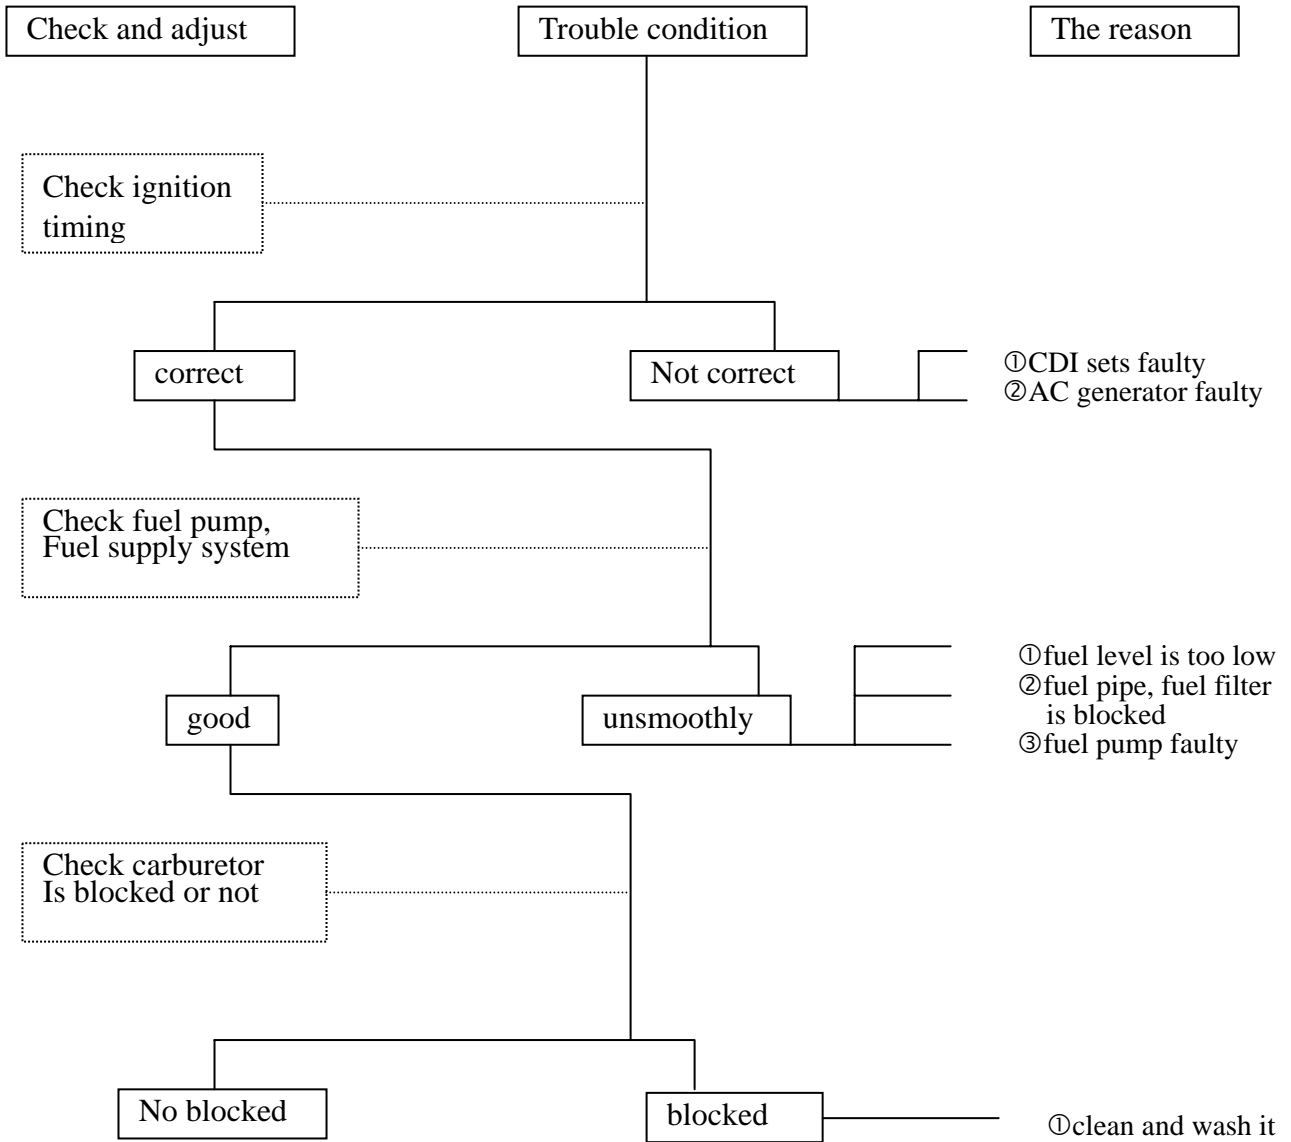 Check and adjust
Trouble condition
The reason
Check ignition
timing
correct
Not correct
①CDI sets faulty
②AC generator faulty
Check fuel pump,
Fuel supply system
good
unsmoothly
①fuel level is too low
②fuel pipe, fuel filter
is blocked
③fuel pump faulty
Check carburetor
Is blocked or not
No blocked
blocked
①clean and wash it